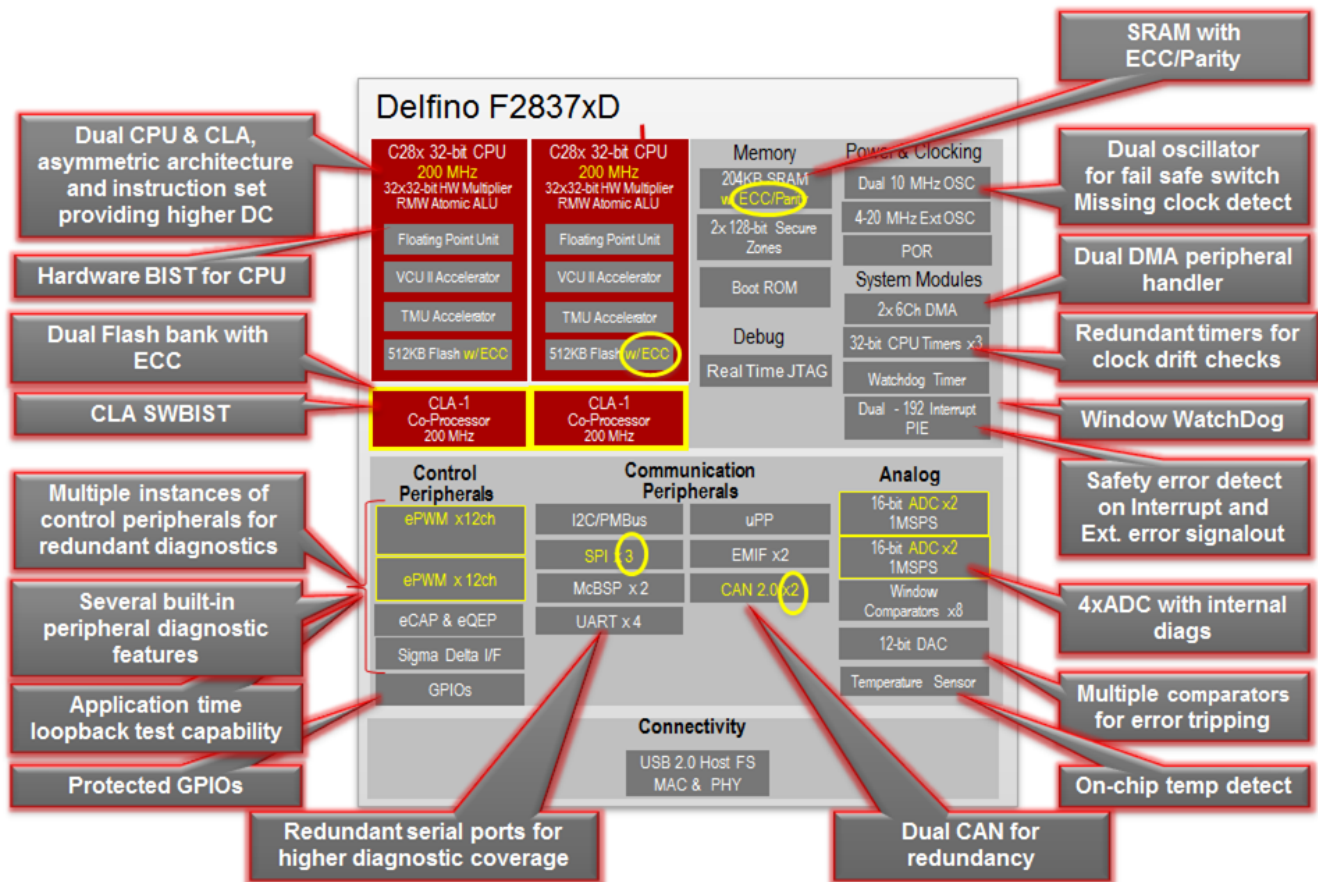 SRAM with
ECC/Parity
Delfino F2837xD
Dual CPU & CLA,
asymmetric architecture
and instruction set
providing higher DC
Hardware BIST for CPU
Dual Flash bank with
ECC
CLA SWBIST
Multiple instances of
control peripherals for
redundant diagnostics
Several built-in
peripheral diagnostic
features
Application time
loopback test capability
Protected GPIOs
C28x 32-bit CPU
200 MHz
32x32-bit HW Multiplier
RMW Atomic ALU
Floating Point Unit
VCU II Accelerator
TMU Accelerator
512KB Flash w/ECC
CLA -1
Co-Processor
200 MHz
C28x 32-bit CPU
200 MHz
32x32-bit HW Multiplier
RMW Atomic ALU
Floating Point Unit
VCU II Accelerator
TMU Accelerator
512KB Flash w/ECC
CLA -1
Co-Processor
200 MHz
Memory
204KB SRAM
w/ ECC/Parity
2x 128-bit Secure
Zones
Boot ROM
Debug
Real Time JTAG
Power & Clocking
Dual 10 MHz OSC
4-20 MHz Ext OSC
POR
System Modules
2x 6Ch DMA
32-bit CPU Timers x3
Watchdog Timer
Dual - 192 Interrupt
PIE
Dual oscillator
for fail safe switch
Missing clock detect
Dual DMA peripheral
handler
Redundant timers for
clock drift checks
Window WatchDog
Safety error detect
on Interrupt and
Ext. error signalout
4xADC with internal
diags
Multiple comparators
for error tripping
On-chip temp detect
Control
Peripherals
ePWM x12ch
ePWM x 12ch
eCAP & eQEP
Sigma Delta I/F
GPIOs
Communication
Peripherals
I2C/PMBus
SPI x 3
McBSP x 2
UART x 4
uPP
EMIF x2
CAN 2.0 x2
Analog
16-bit ADC x2
1MSPS
16-bit ADC x2
1MSPS
Window
Comparators x8
12-bit DAC
Temperature Sensor
Connectivity
USB 2.0 Host FS
MAC & PHY
Redundant serial ports for
higher diagnostic coverage
Dual CAN for
redundancy